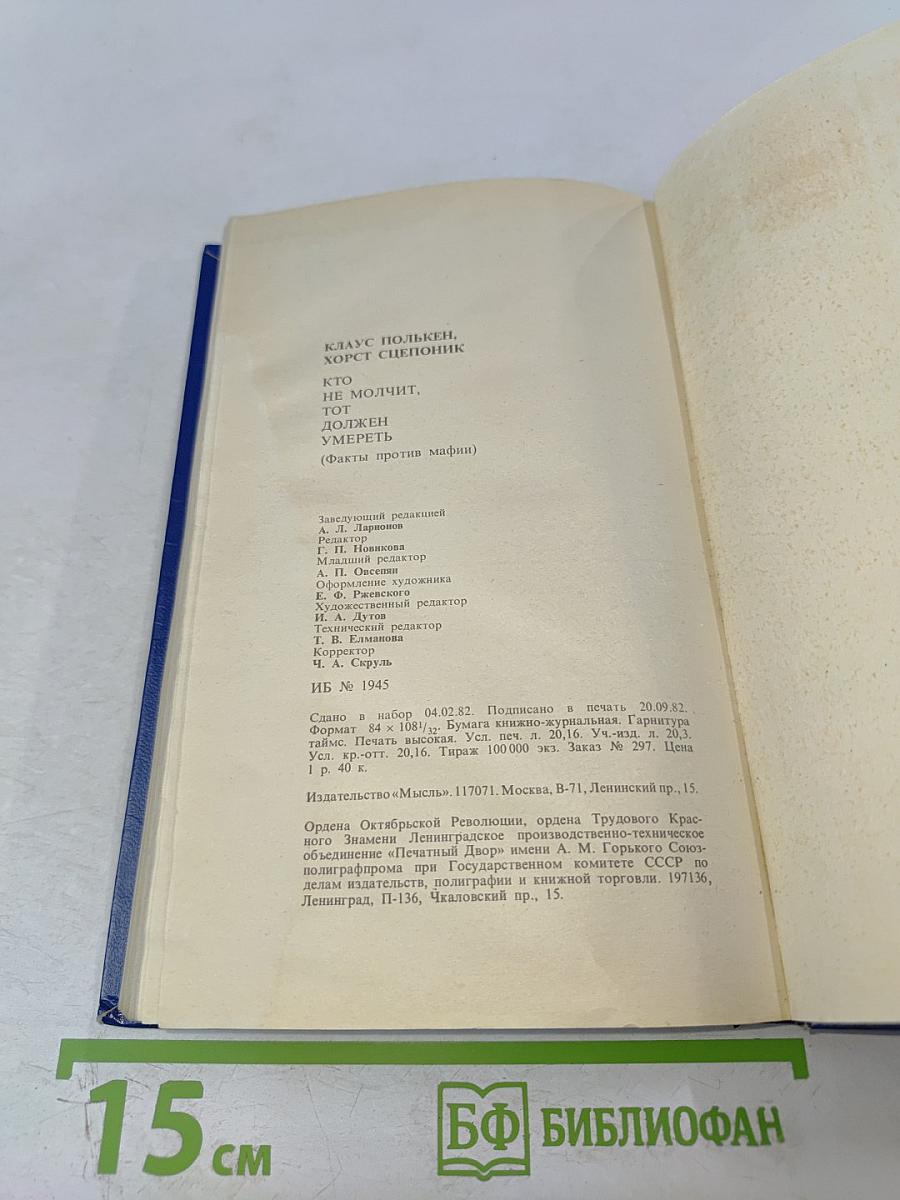 КЛАУС ПОЛЬКЕН,
ХОРСТ СЦЕПОНИК
КТО
НЕ МОЛЧИТ,
ТОТ
ДОЛЖЕН
УМЕРЕТЬ
(Факты против мафии)
Заведующий редакцией
А. Л. Ларионов
Редактор
Г. П. Новикова
Младший редактор
А. П. Овсепян
Оформление художника
Е. Ф. Ржевского
Художественный редактор
И. А. Дутов
Технический редактор
Т. В. Елманова
Корректор
Ч. А. Скруль
ИБ № 1945
Сдано в набор 04.02.82. Подписано в печать 20.09.82.
Формат 84 × 108¹/₃₂. Бумага книжно-журнальная. Гарнитура
таймс. Печать высокая. Усл. печ. л. 20,16. Уч.-изд. л. 20,3.
Усл. кр.-отт. 20,16. Тираж 100 000 экз. Заказ № 297. Цена
1 р. 40 к.
Издательство «Мысль». 117071. Москва, В-71, Ленинский пр., 15.
Ордена Октябрьской Революции, ордена Трудового Крас-
ного Знамени Ленинградское производственно-техническое
объединение «Печатный Двор» имени А. М. Горького Союз-
полиграфпрома при Государственном комитете СССР по
делам издательств, полиграфии и книжной торговли. 197136,
Ленинград, П-136, Чкаловский пр., 15.
15 см
БФ БИБЛИОФАН